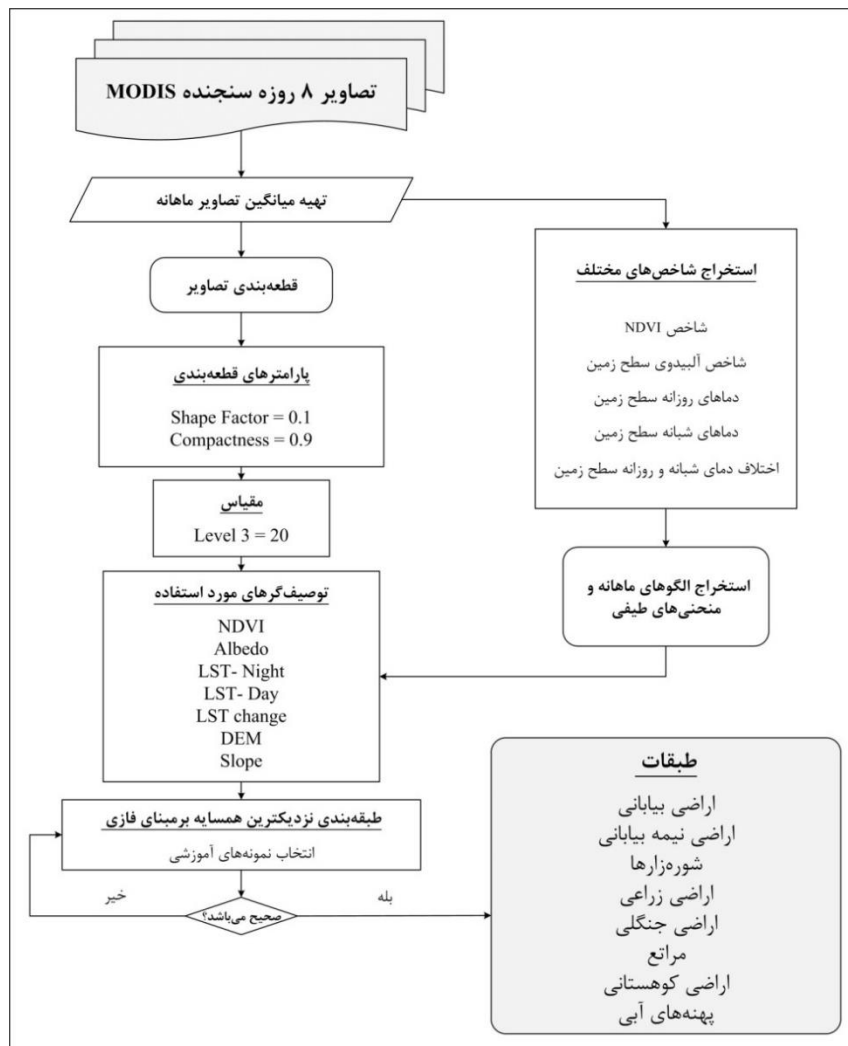 تصاویر ۸ روزه سنجنده MODIS
تهیه میانگین تصاویر ماهانه
قطعه‌بندی تصاویر
پارامترهای قطعه‌بندی
Shape Factor = 0.1
Compactness = 0.9
مقیاس
Level 3 = 20
استخراج شاخص‌های مختلف
شاخص NDVI
شاخص آلبیدوی سطح زمین
دماهای روزانه سطح زمین
دماهای شبانه سطح زمین
اختلاف دمای شبانه و روزانه سطح زمین
استخراج الگوهای ماهانه و
منحنی‌های طیفی
توصیف‌گرهای مورد استفاده
NDVI
Albedo
LST- Night
LST- Day
LST change
DEM
Slope
طبقه‌بندی نزدیکترین همسایه برمبنای فازی
انتخاب نمونه‌های آموزشی
صحیح می‌باشد؟
خیر
بله
طبقات
اراضی بیابانی
اراضی نیمه بیابانی
شوره‌زارها
اراضی زراعی
اراضی جنگلی
مراتع
اراضی کوهستانی
پهنه‌های آبی